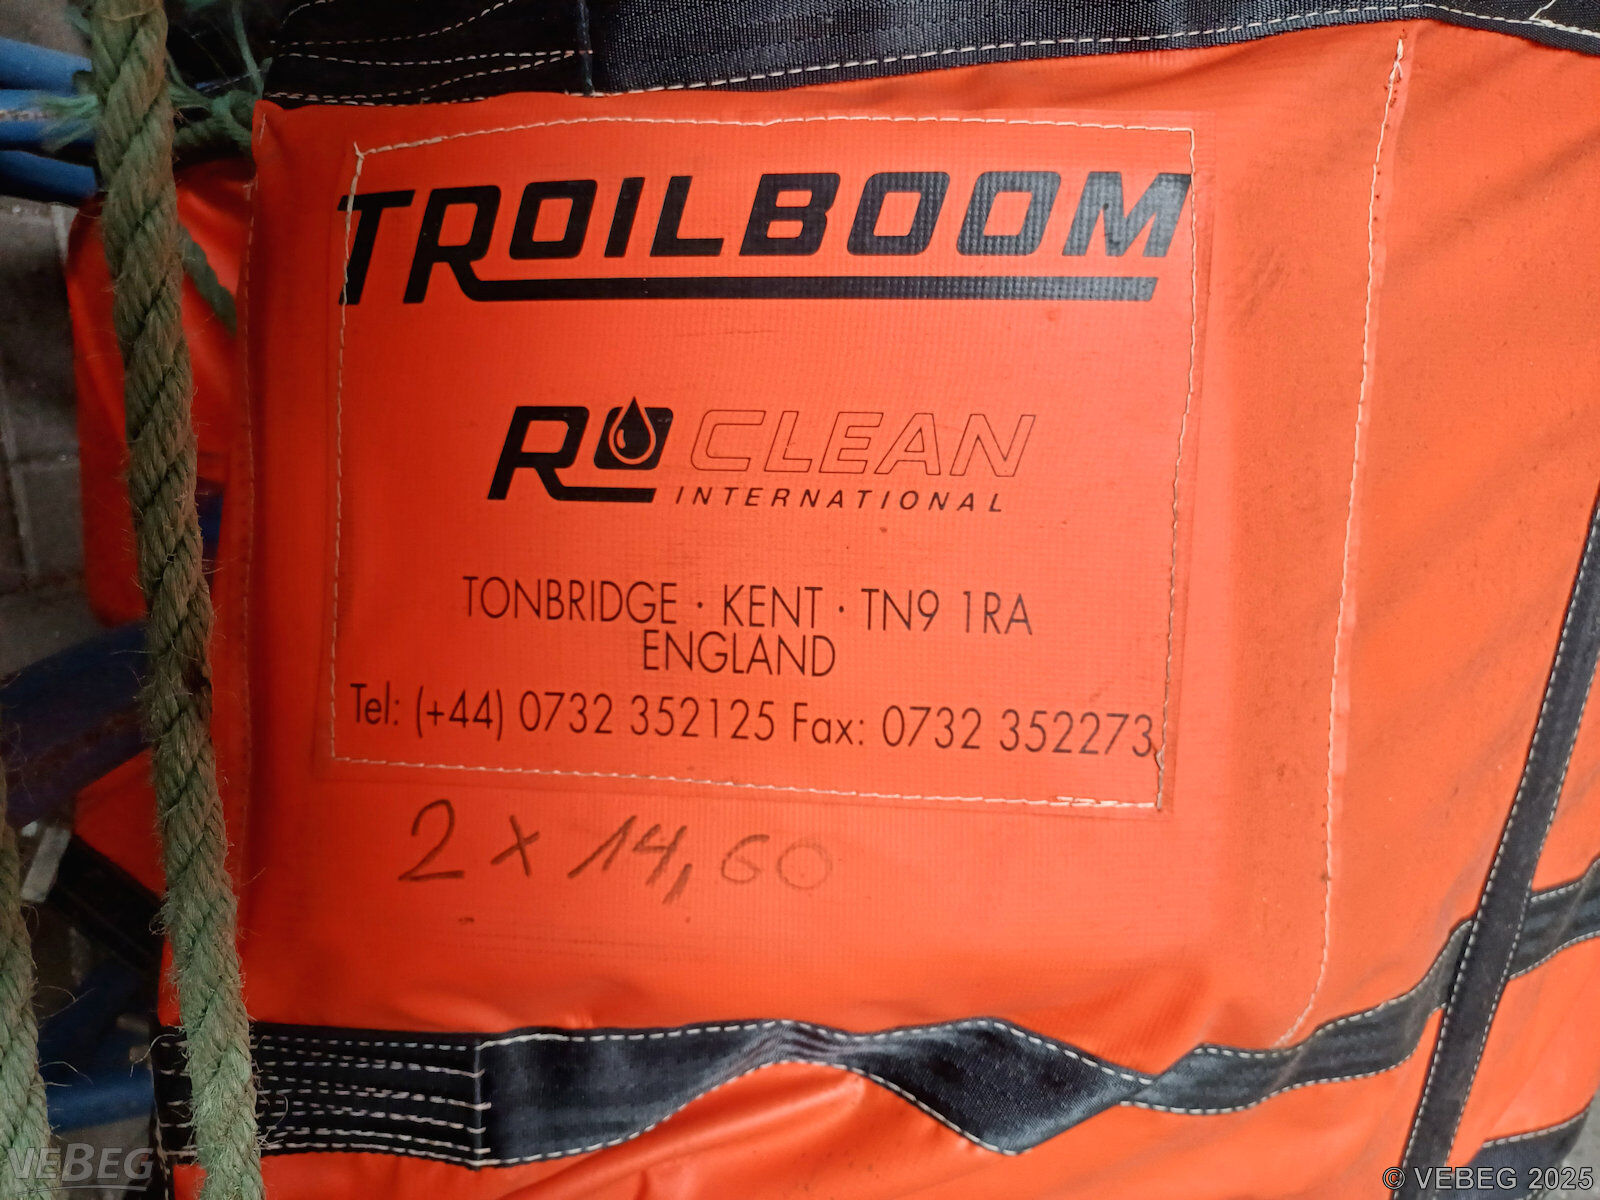 TROILBOOM
RO CLEAN
INTERNATIONAL
TONBRIDGE · KENT · TN9 1RA
ENGLAND
Tel: (+44) 0732 352125 Fax: 0732 352273
2 x 14,60
VEBEG
© VEBEG 2025